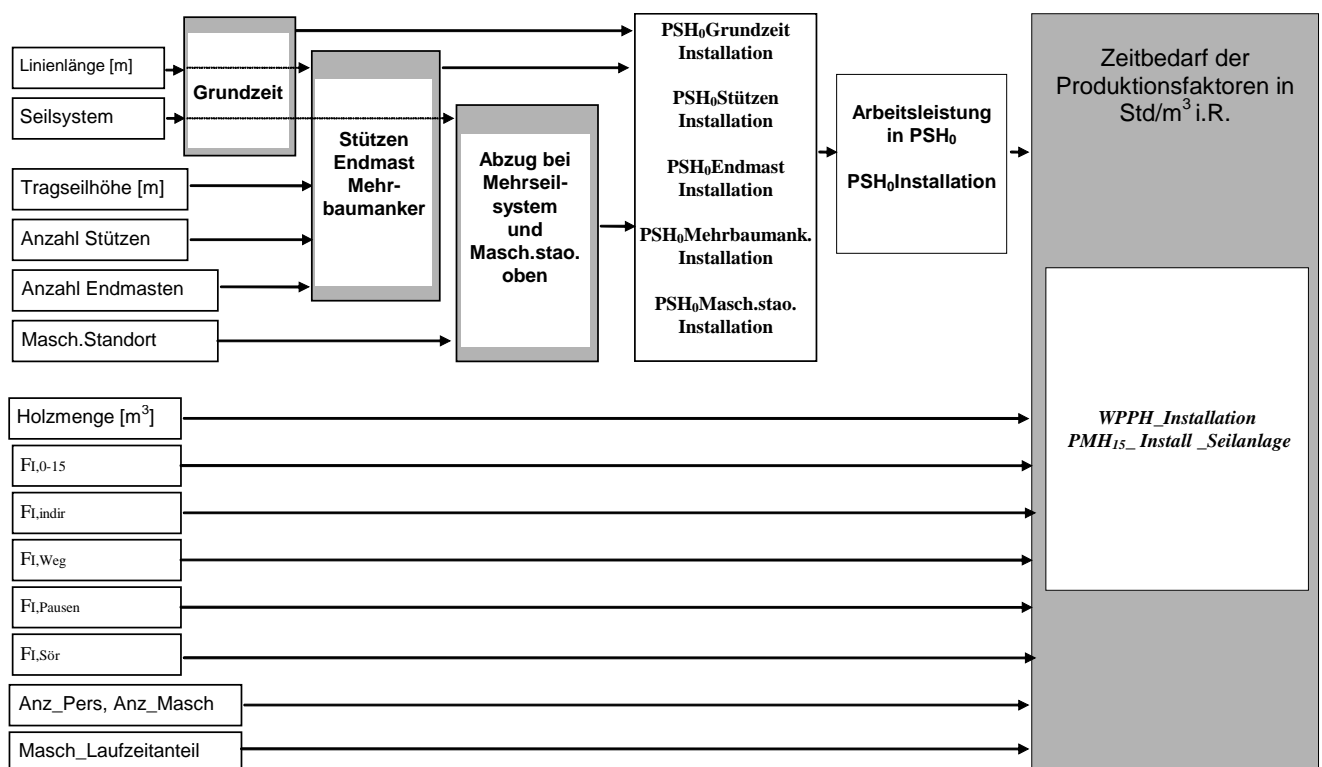 Linienlänge [m]
Seilsystem
Tragseilhöhe [m]
Anzahl Stützen
Anzahl Endmasten
Masch.Standort
Grundzeit
Stützen
Endmast
Mehr-
baumanker
Abzug bei
Mehrseil-
system
und
Masch.stao.
oben
PSH₀Grundzeit
Installation
PSH₀Stützen
Installation
PSH₀Endmast
Installation
PSH₀Mehrbaumank.
Installation
PSH₀Masch.stao.
Installation
Arbeitsleistung
in PSH₀
PSH₀Installation
Zeitbedarf der
Produktionsfaktoren in
Std/m³ i.R.
WPPH_Installation
PMH₁₅_ Install _Seilanlage
Holzmenge [m³]
FI,0-15
FI,indir
FI,Weg
FI,Pausen
FI,Sör
Anz_Pers, Anz_Masch
Masch_Laufzeitanteil